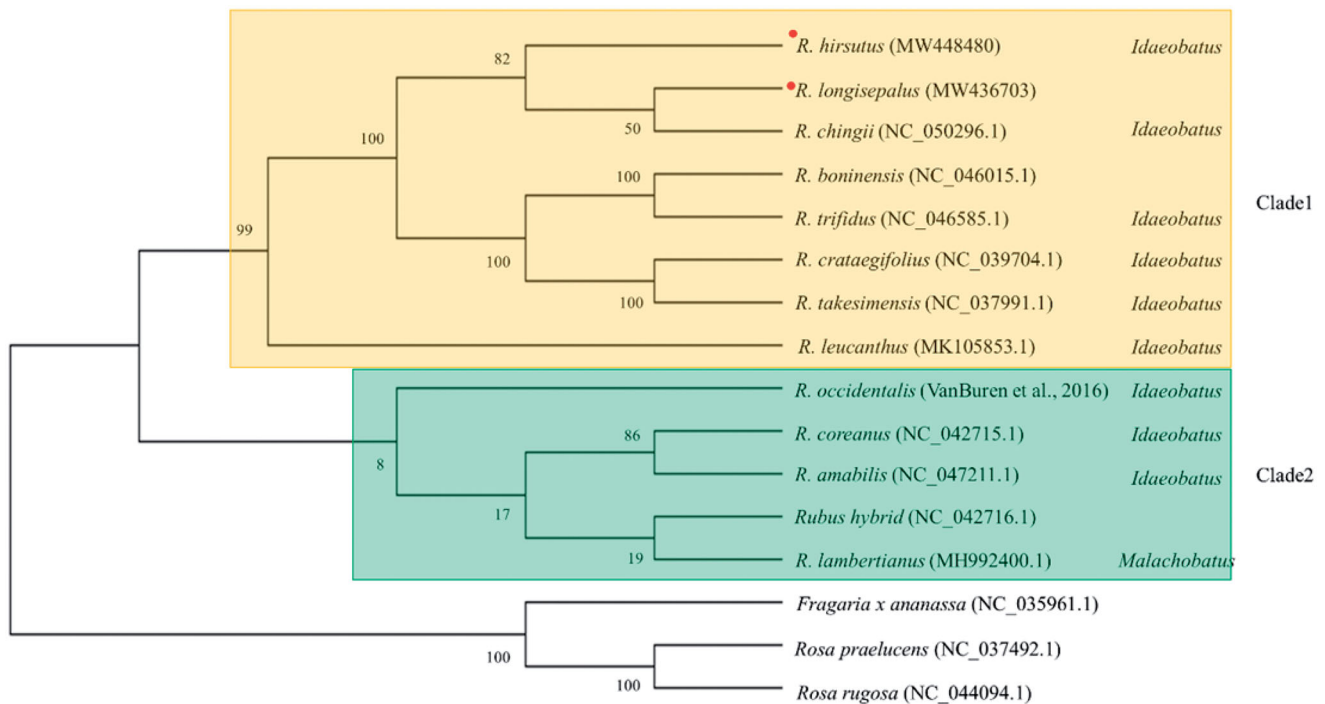 R. hirsutus (MW448480) Idaeobatus
82
R. longisepalus (MW436703)
50
R. chingii (NC_050296.1) Idaeobatus
100
R. boninensis (NC_046015.1)
100
R. trifidus (NC_046585.1) Idaeobatus
Clade1
99
100
R. crataegifolius (NC_039704.1) Idaeobatus
100
R. takesimensis (NC_037991.1) Idaeobatus
R. leucanthus (MK105853.1) Idaeobatus
R. occidentalis (VanBuren et al., 2016) Idaeobatus
86
R. coreanus (NC_042715.1) Idaeobatus
8
R. amabilis (NC_047211.1) Idaeobatus
Clade2
17
Rubus hybrid (NC_042716.1)
19
R. lambertianus (MH992400.1) Malachobatus
Fragaria x ananassa (NC_035961.1)
100
Rosa praelucens (NC_037492.1)
100
Rosa rugosa (NC_044094.1)